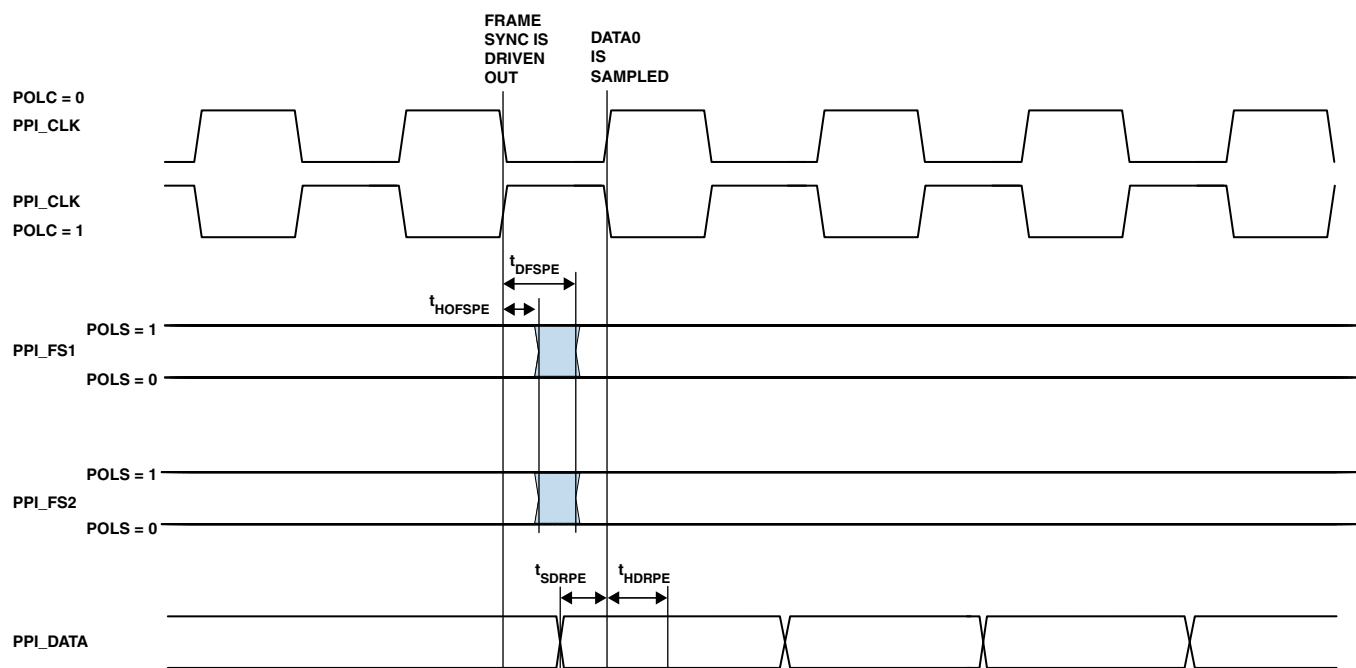 FRAME
SYNC IS
DRIVEN
OUT
DATA0
IS
SAMPLED
POLC = 0
PPI_CLK
PPI_CLK
POLC = 1
tDFSPE
tHOFSPE
POLS = 1
PPI_FS1
POLS = 0
POLS = 1
PPI_FS2
POLS = 0
tSDRPE
tHDRPE
PPI_DATA